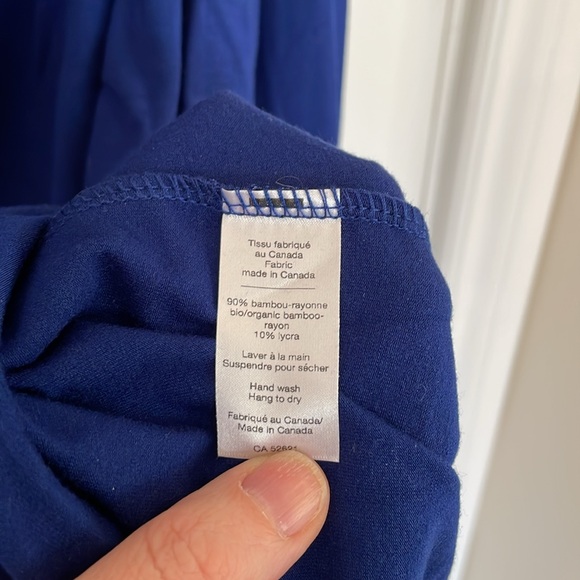 Tissu fabriqué
au Canada
Fabric
made in Canada
90% bambou-rayonne
bio/organic bamboo-
rayon
10% lycra
Laver à la main
Suspendre pour sécher
Hand wash
Hang to dry
Fabriqué au Canada/
Made in Canada
CA